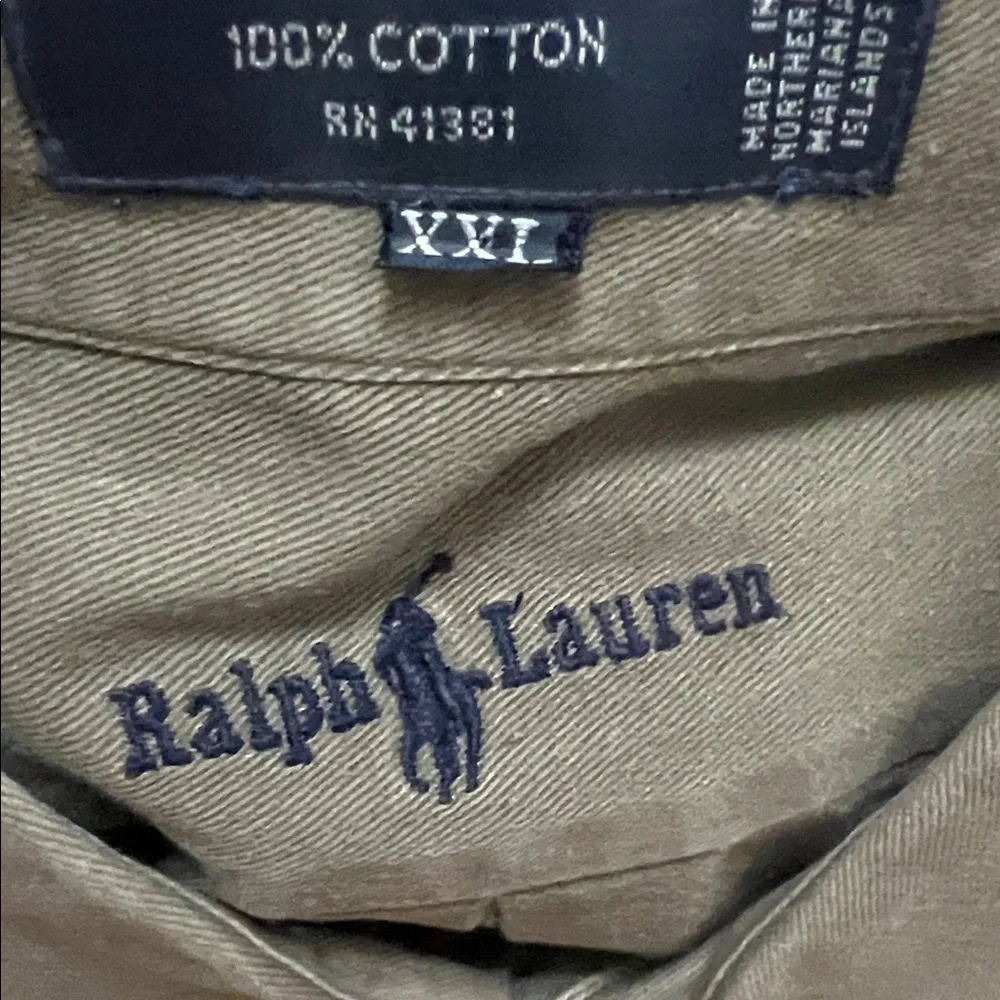 100% COTTON
RN 41381
MADE IN
NORTHERN
MARIANA
ISLANDS
XXL
Ralph Lauren